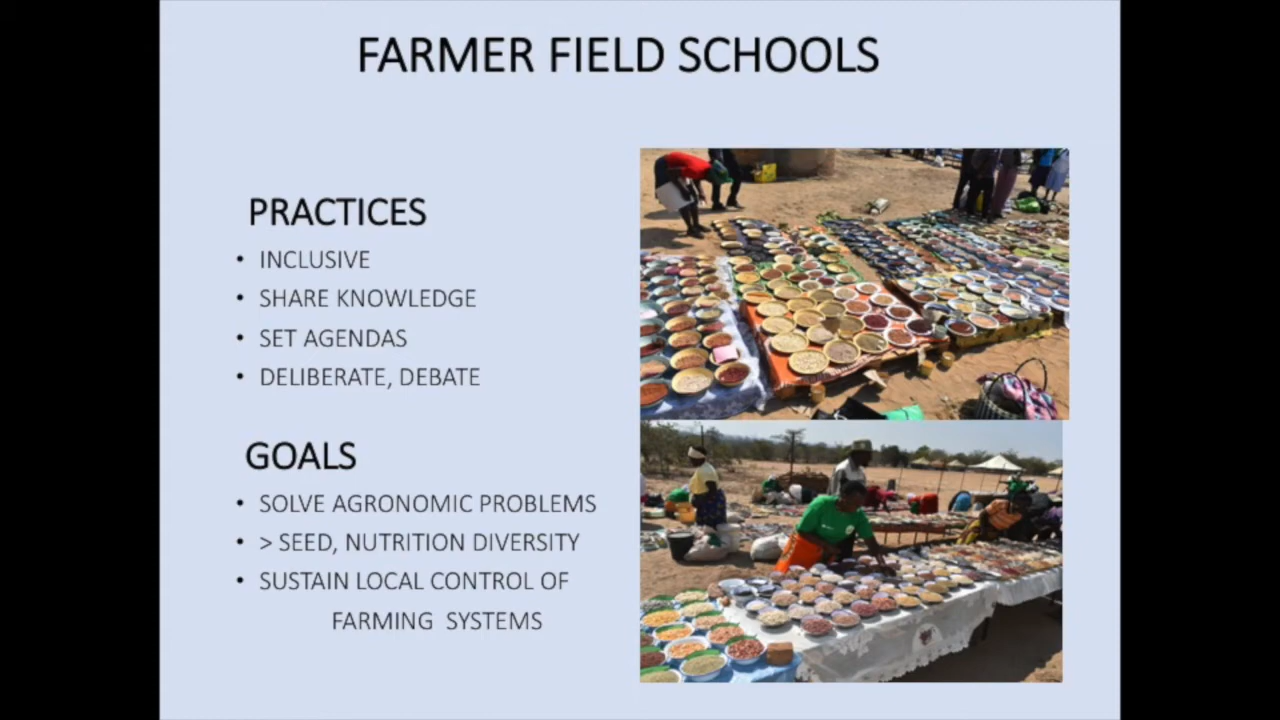 FARMER FIELD SCHOOLS
PRACTICES
• INCLUSIVE
• SHARE KNOWLEDGE
• SET AGENDAS
• DELIBERATE, DEBATE
GOALS
• SOLVE AGRONOMIC PROBLEMS
• > SEED, NUTRITION DIVERSITY
• SUSTAIN LOCAL CONTROL OF
FARMING SYSTEMS